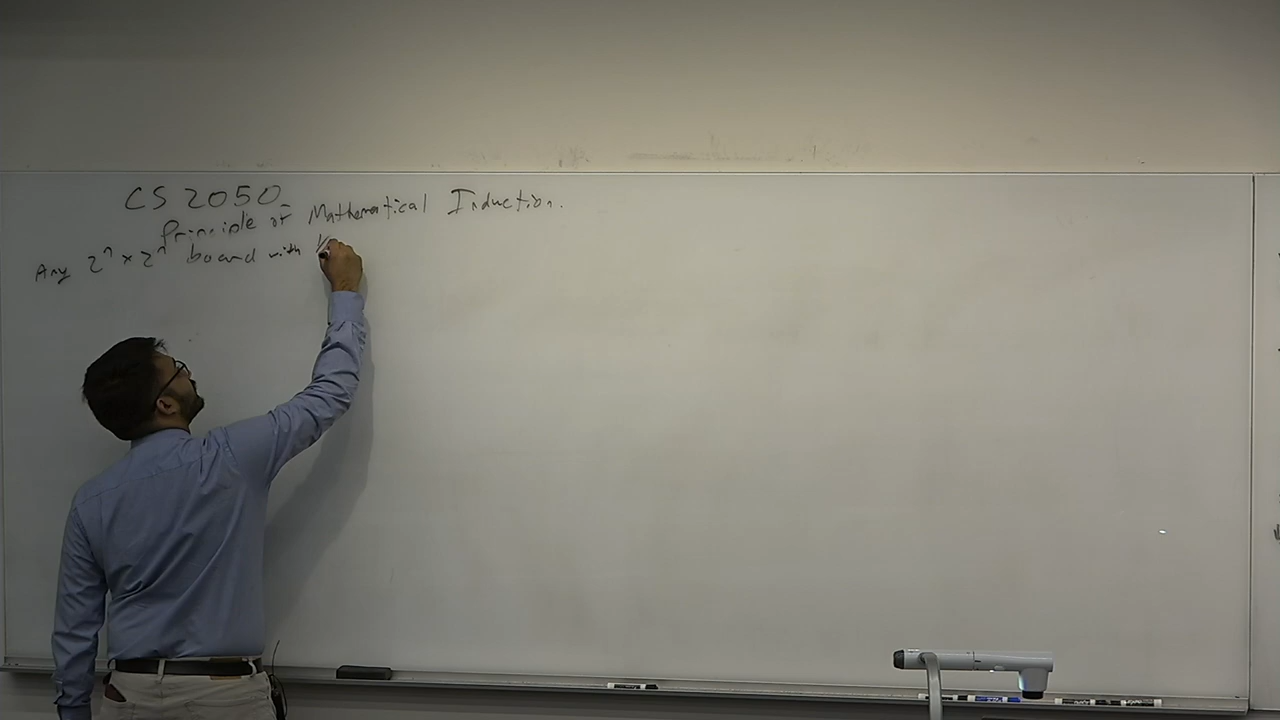 CS 2050
Principle of Mathematical Induction.
Any 2ⁿ × 2ⁿ board with